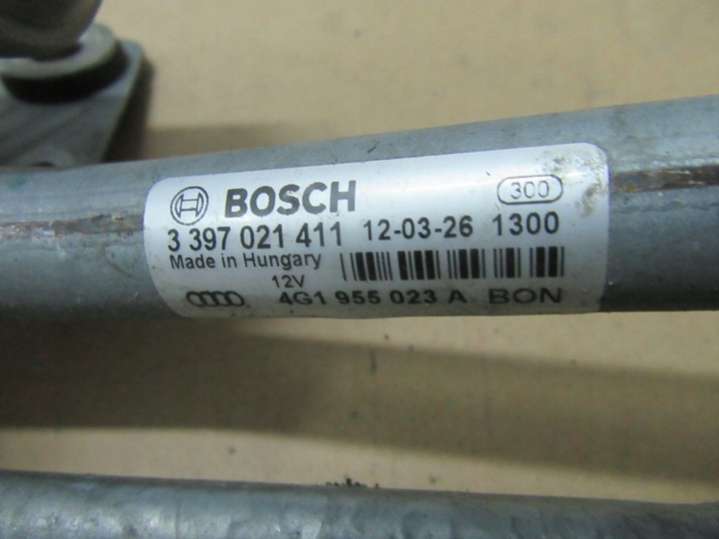 BOSCH 300
3 397 021 411 12-03-26 1300
Made in Hungary
12V
4G1 955 023 A BON